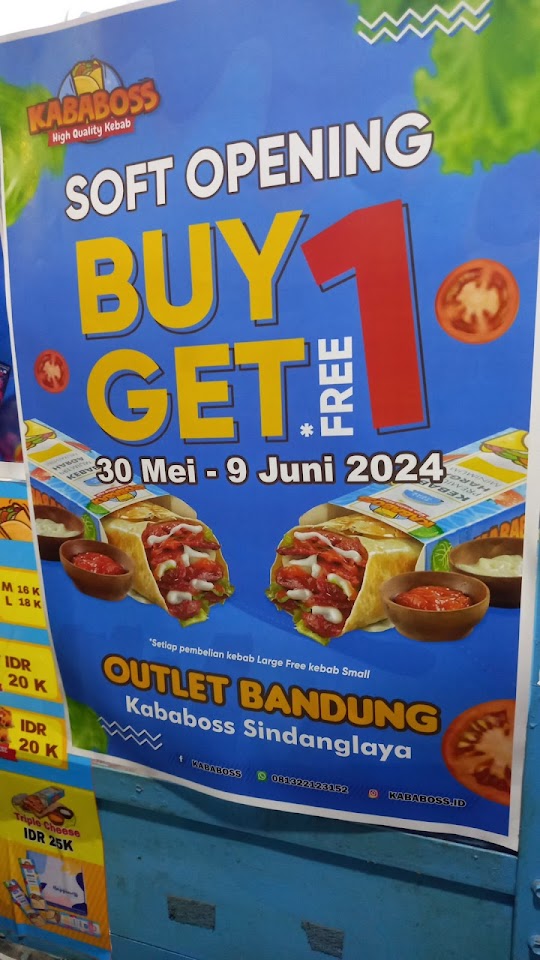 KABABOSS
High Quality Kebab
SOFT OPENING
BUY 1
GET *FREE
30 Mei - 9 Juni 2024
*Setiap pembelian kebab Large Free kebab Small
OUTLET BANDUNG
Kababoss Sindanglaya
KABABOSS 081322123152 KABABOSS.ID
M 16 K
L 18 K
IDR
20 K
IDR
20 K
Triple Cheese
IDR 25K